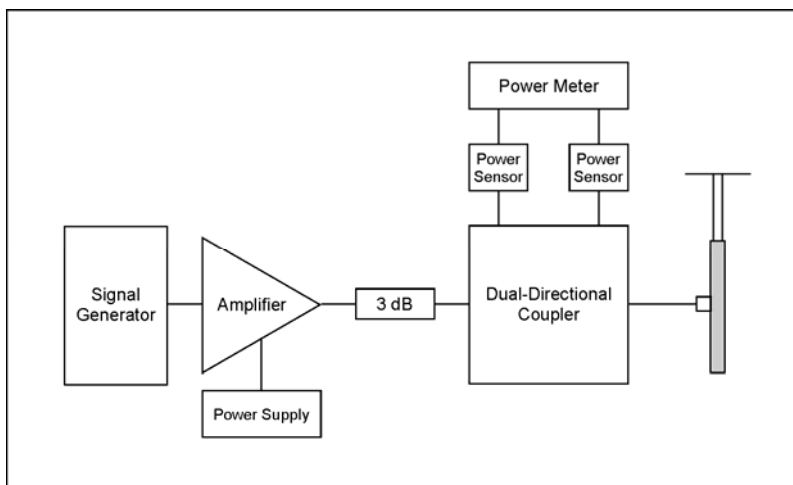 Power Meter
Power
Sensor
Power
Sensor
Signal
Generator
Amplifier
3 dB
Dual-Directional
Coupler
Power Supply